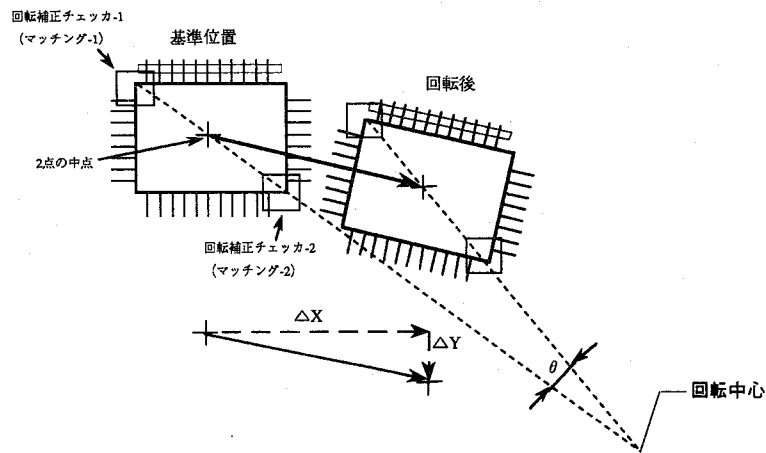 回転補正チェッカ-1
（マッチング-1）
基準位置
回転後
2点の中点
回転補正チェッカ-2
（マッチング-2）
△X
△Y
θ
回転中心